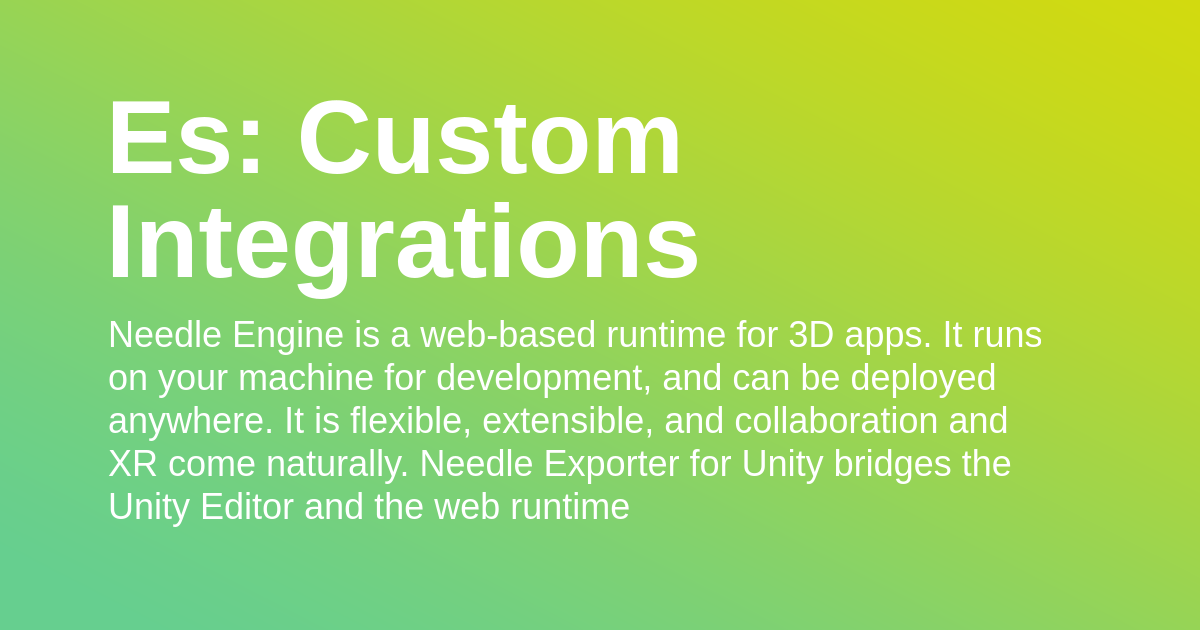 Es: Custom
Integrations
Needle Engine is a web-based runtime for 3D apps. It runs
on your machine for development, and can be deployed
anywhere. It is flexible, extensible, and collaboration and
XR come naturally. Needle Exporter for Unity bridges the
Unity Editor and the web runtime